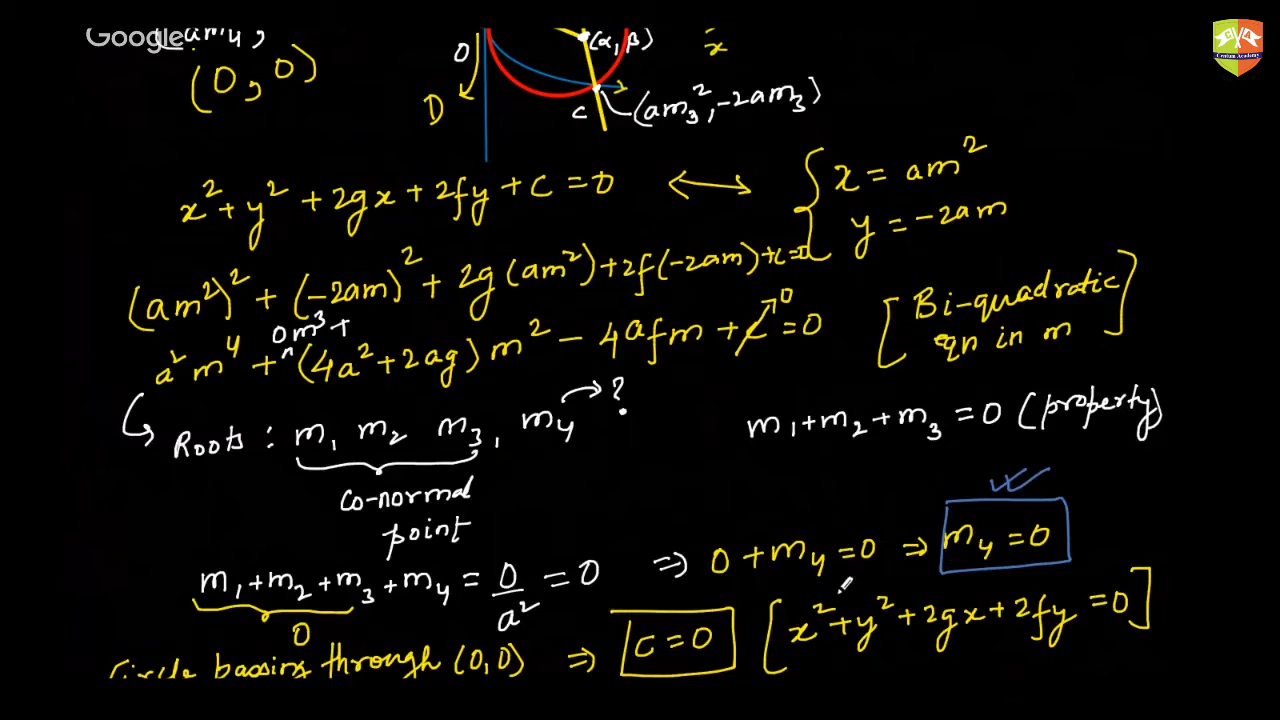 (am₄,
Google
(0, 0)
O
D
(α, β)
x
C
(am₃², -2am₃)
x² + y² + 2gx + 2fy + c = 0 ⟷ { x = am²
y = -2am
(am²)² + (-2am)² + 2g(am²) + 2f(-2am) + c = 0
0m³ +
a²m⁴ + (4a² + 2ag)m² - 4afm + c = 0
0
[Bi-quadratic
eqn in m]
Roots : m₁ m₂ m₃, m₄ → ?
m₁ + m₂ + m₃ = 0 (property)
co-normal
point
m₁ + m₂ + m₃ + m₄ = 0/a² = 0 ⇒ 0 + m₄ = 0 ⇒ m₄ = 0
0
Circle passing through (0,0) ⇒ c = 0 [x² + y² + 2gx + 2fy = 0]